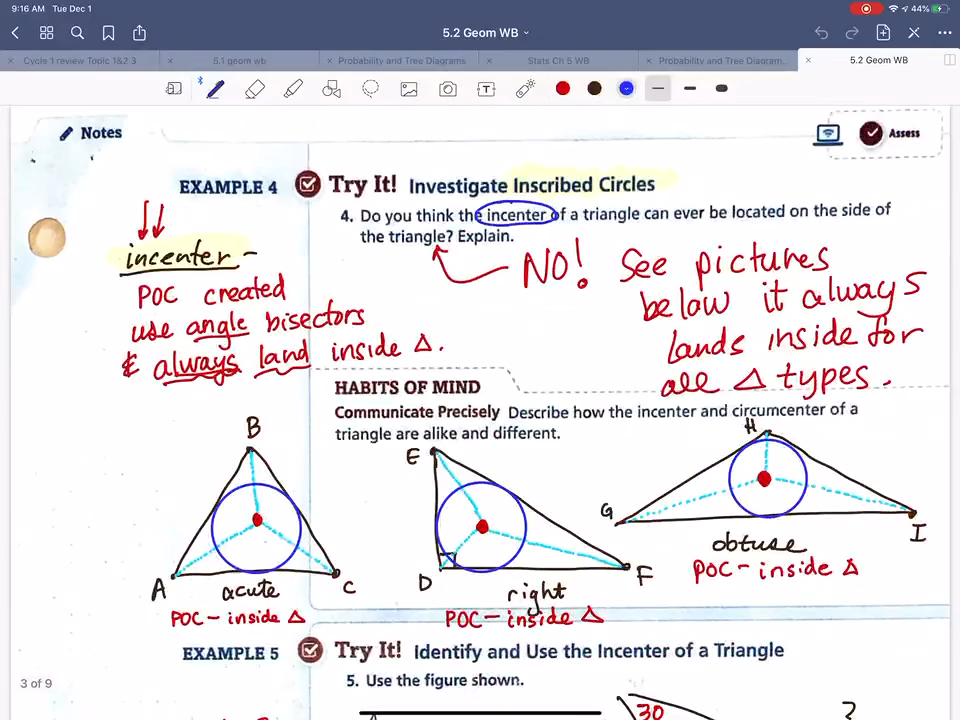 9:16 AM Tue Dec 1
44%
5.2 Geom WB
Cycle 1 review Topic 1&2 3
5.1 geom wb
Probability and Tree Diagrams
Stats Ch 5 WB
Probability and Tree Diagram...
5.2 Geom WB
Notes
Assess
EXAMPLE 4 Try It! Investigate Inscribed Circles
4. Do you think the incenter of a triangle can ever be located on the side of
the triangle? Explain.
NO! See pictures
below it always
lands inside for
all Δ types.
incenter -
POC created
use angle bisectors
& always land inside Δ.
HABITS OF MIND
Communicate Precisely Describe how the incenter and circumcenter of a
triangle are alike and different.
B
A
C
acute
POC - inside Δ
E
D
F
right
POC - inside Δ
H
G
I
obtuse
POC - inside Δ
EXAMPLE 5 Try It! Identify and Use the Incenter of a Triangle
5. Use the figure shown.
3 of 9
30